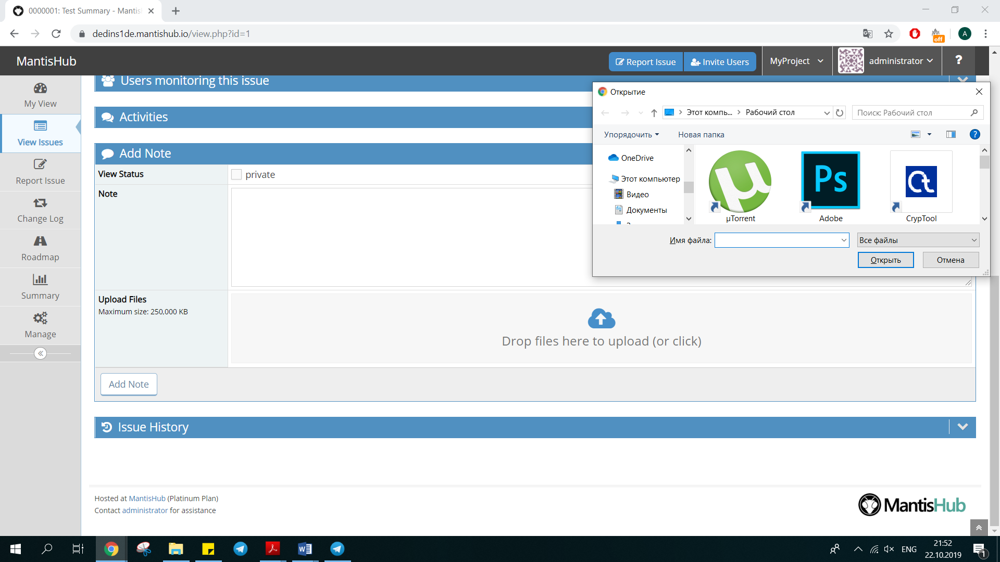 0000001: Test Summary - Mantis
dedins1de.mantishub.io/view.php?id=1
off
A
MantisHub
Report Issue
Invite Users
MyProject
administrator
?
My View
View Issues
Report Issue
Change Log
Roadmap
Summary
Manage
Users monitoring this issue
Activities
Add Note
View Status
private
Note
Upload Files
Maximum size: 250,000 KB
Drop files here to upload (or click)
Add Note
Issue History
Открытие
Этот компь...
Рабочий стол
Поиск: Рабочий стол
Упорядочить
Новая папка
?
OneDrive
Этот компьютер
Видео
Документы
µ
µTorrent
Ps
Adobe
Ct
CrypTool
Имя файла:
Все файлы
Открыть
Отмена
Hosted at MantisHub (Platinum Plan)
Contact administrator for assistance
MantisHub
ENG
21:52
22.10.2019
1